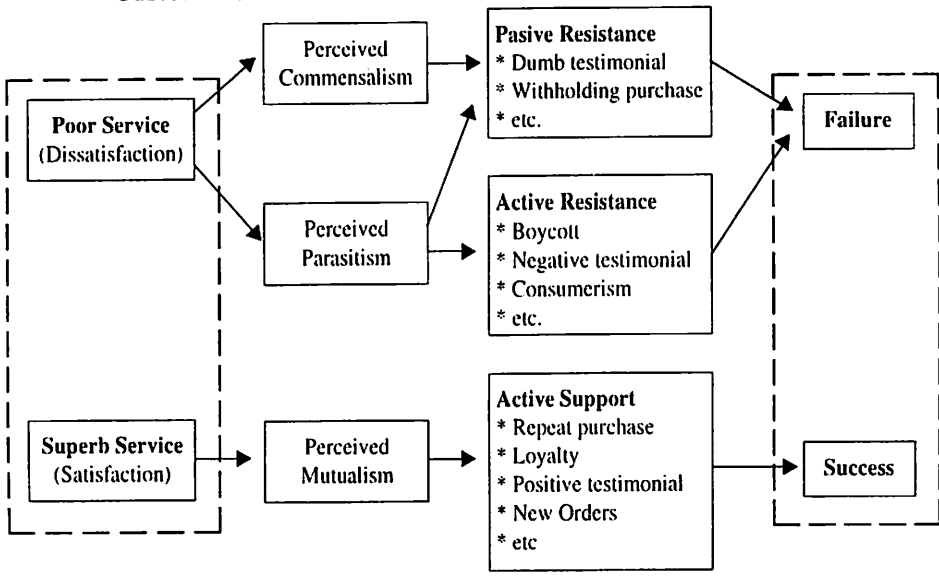 Poor Service
(Dissatisfaction)
Superb Service
(Satisfaction)
Perceived
Commensalism
Perceived
Parasitism
Perceived
Mutualism
Pasive Resistance
* Dumb testimonial
* Withholding purchase
* etc.
Active Resistance
* Boycott
* Negative testimonial
* Consumerism
* etc.
Active Support
* Repeat purchase
* Loyalty
* Positive testimonial
* New Orders
* etc
Failure
Success